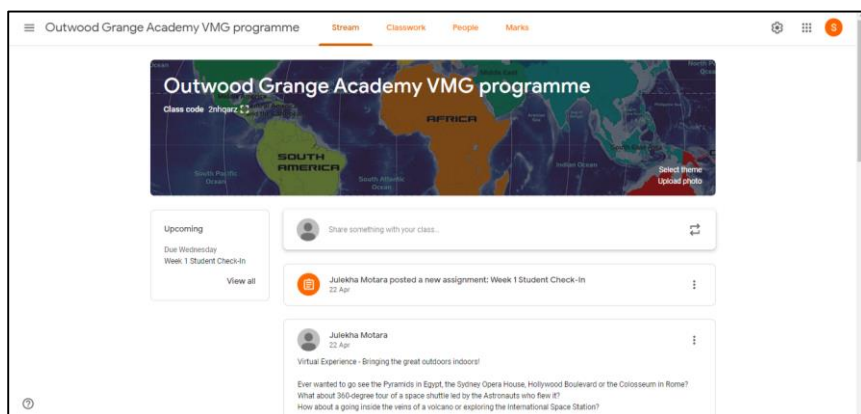 Outwood Grange Academy VMG programme
Stream
Classwork
People
Marks
S
Outwood Grange Academy VMG programme
Class code 2nhqarz
AFRICA
SOUTH
AMERICA
South Pacific
Ocean
South Atlantic
Ocean
Indian Ocean
Select theme
Upload photo
Upcoming
Due Wednesday
Week 1 Student Check-In
View all
Share something with your class...
Julekha Motara posted a new assignment: Week 1 Student Check-In
22 Apr
Julekha Motara
22 Apr
Virtual Experience - Bringing the great outdoors indoors!
Ever wanted to go see the Pyramids in Egypt, the Sydney Opera House, Hollywood Boulevard or the Colosseum in Rome?
What about 360-degree tour of a space shuttle led by the Astronauts who flew it?
How about a going inside the veins of a volcano or exploring the International Space Station?